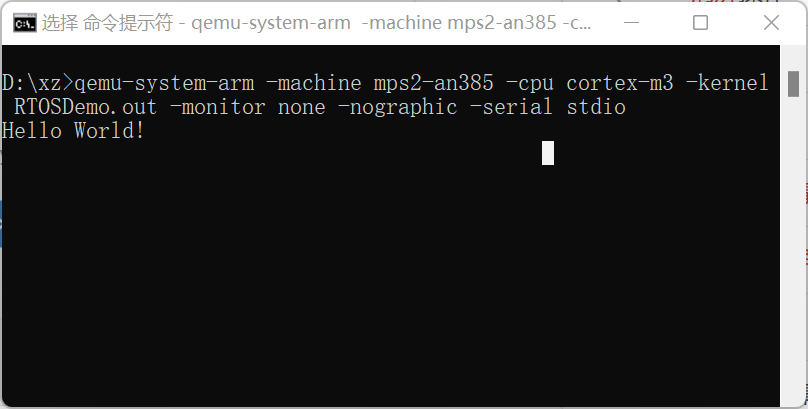 选择 命令提示符 - qemu-system-arm  -machine mps2-an385 -c...
D:\xz>qemu-system-arm -machine mps2-an385 -cpu cortex-m3 -kernel
RTOSDemo.out -monitor none -nographic -serial stdio
Hello World!